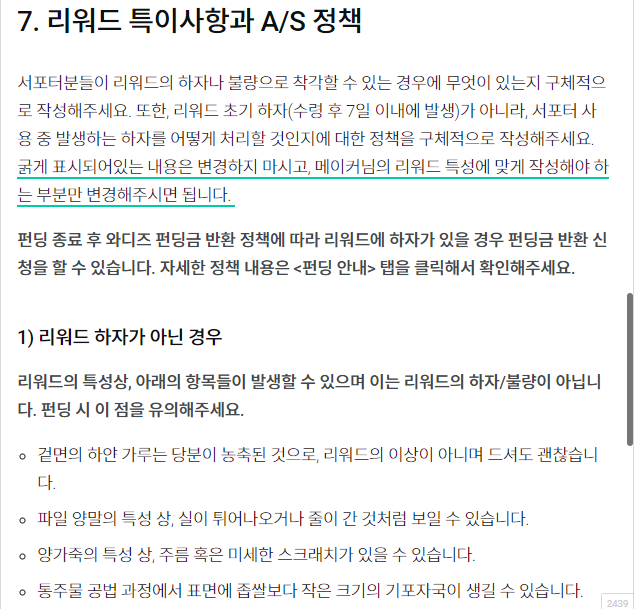 7. 리워드 특이사항과 A/S 정책
서포터분들이 리워드의 하자나 불량으로 착각할 수 있는 경우에 무엇이 있는지 구체적으
로 작성해주세요. 또한, 리워드 초기 하자(수령 후 7일 이내에 발생)가 아니라, 서포터 사
용 중 발생하는 하자를 어떻게 처리할 것인지에 대한 정책을 구체적으로 작성해주세요.
굵게 표시되어있는 내용은 변경하지 마시고, 메이커님의 리워드 특성에 맞게 작성해야 하
는 부분만 변경해주시면 됩니다.
펀딩 종료 후 와디즈 펀딩금 반환 정책에 따라 리워드에 하자가 있을 경우 펀딩금 반환 신
청을 할 수 있습니다. 자세한 정책 내용은 <펀딩 안내> 탭을 클릭해서 확인해주세요.
1) 리워드 하자가 아닌 경우
리워드의 특성상, 아래의 항목들이 발생할 수 있으며 이는 리워드의 하자/불량이 아닙니
다. 펀딩 시 이 점을 유의해주세요.
겉면의 하얀 가루는 당분이 농축된 것으로, 리워드의 이상이 아니며 드셔도 괜찮습니
다.
파일 양말의 특성 상, 실이 튀어나오거나 줄이 간 것처럼 보일 수 있습니다.
양가죽의 특성 상, 주름 혹은 미세한 스크래치가 있을 수 있습니다.
통주물 공법 과정에서 표면에 좁쌀보다 작은 크기의 기포자국이 생길 수 있습니다.
2439